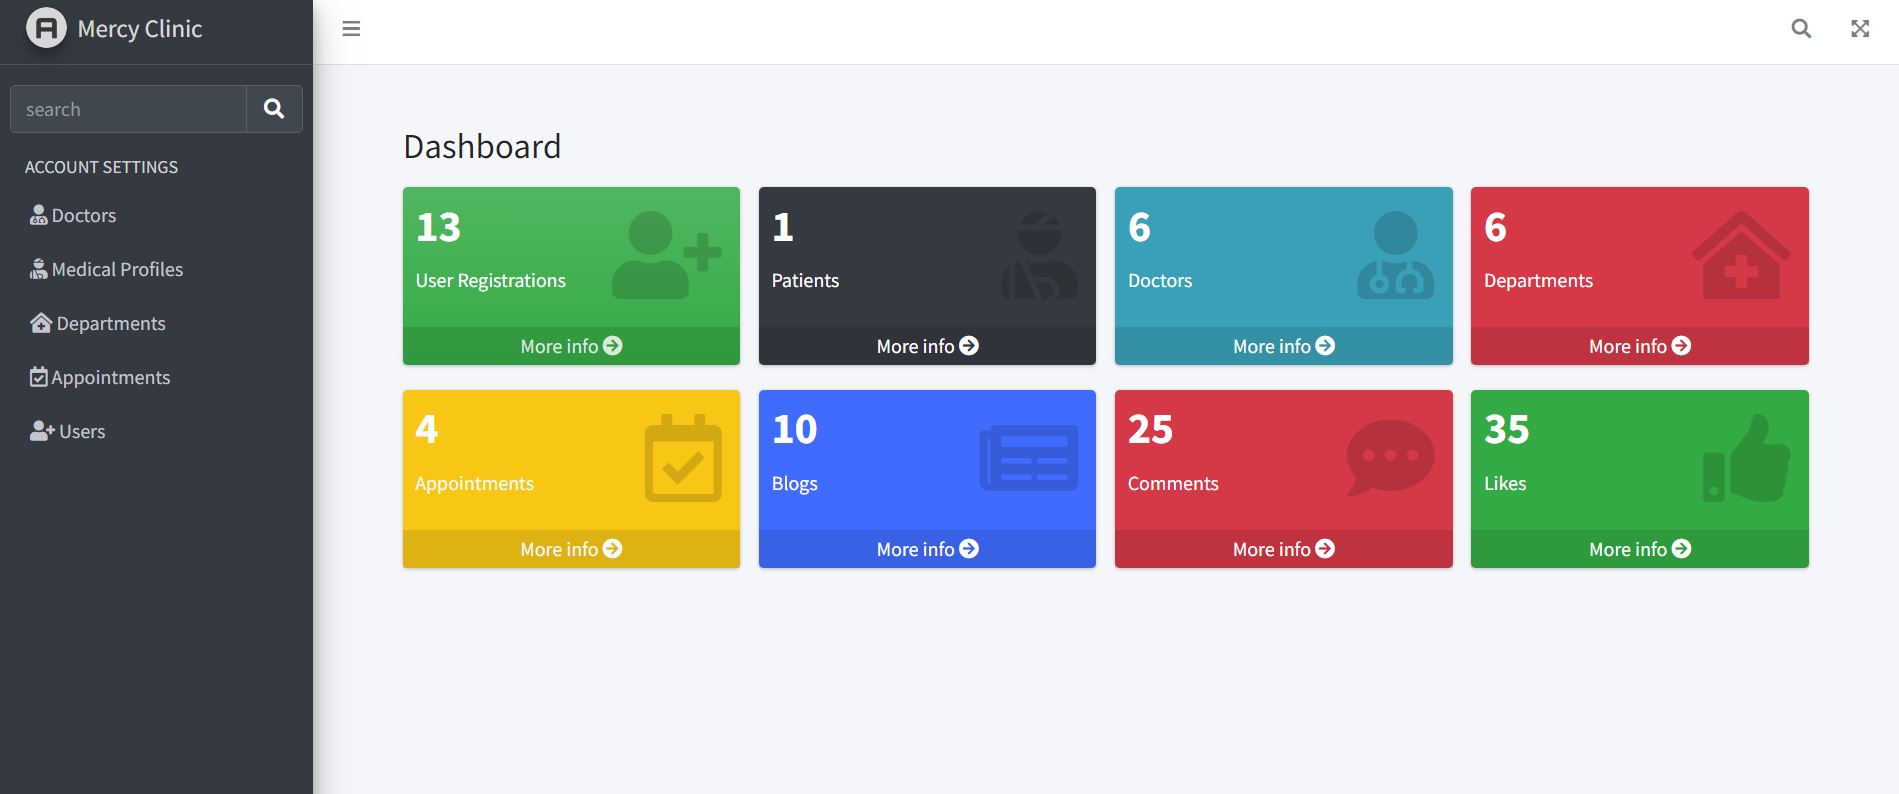 Mercy Clinic
search
ACCOUNT SETTINGS
Doctors
Medical Profiles
Departments
Appointments
Users
Dashboard
13
User Registrations
More info
1
Patients
More info
6
Doctors
More info
6
Departments
More info
4
Appointments
More info
10
Blogs
More info
25
Comments
More info
35
Likes
More info